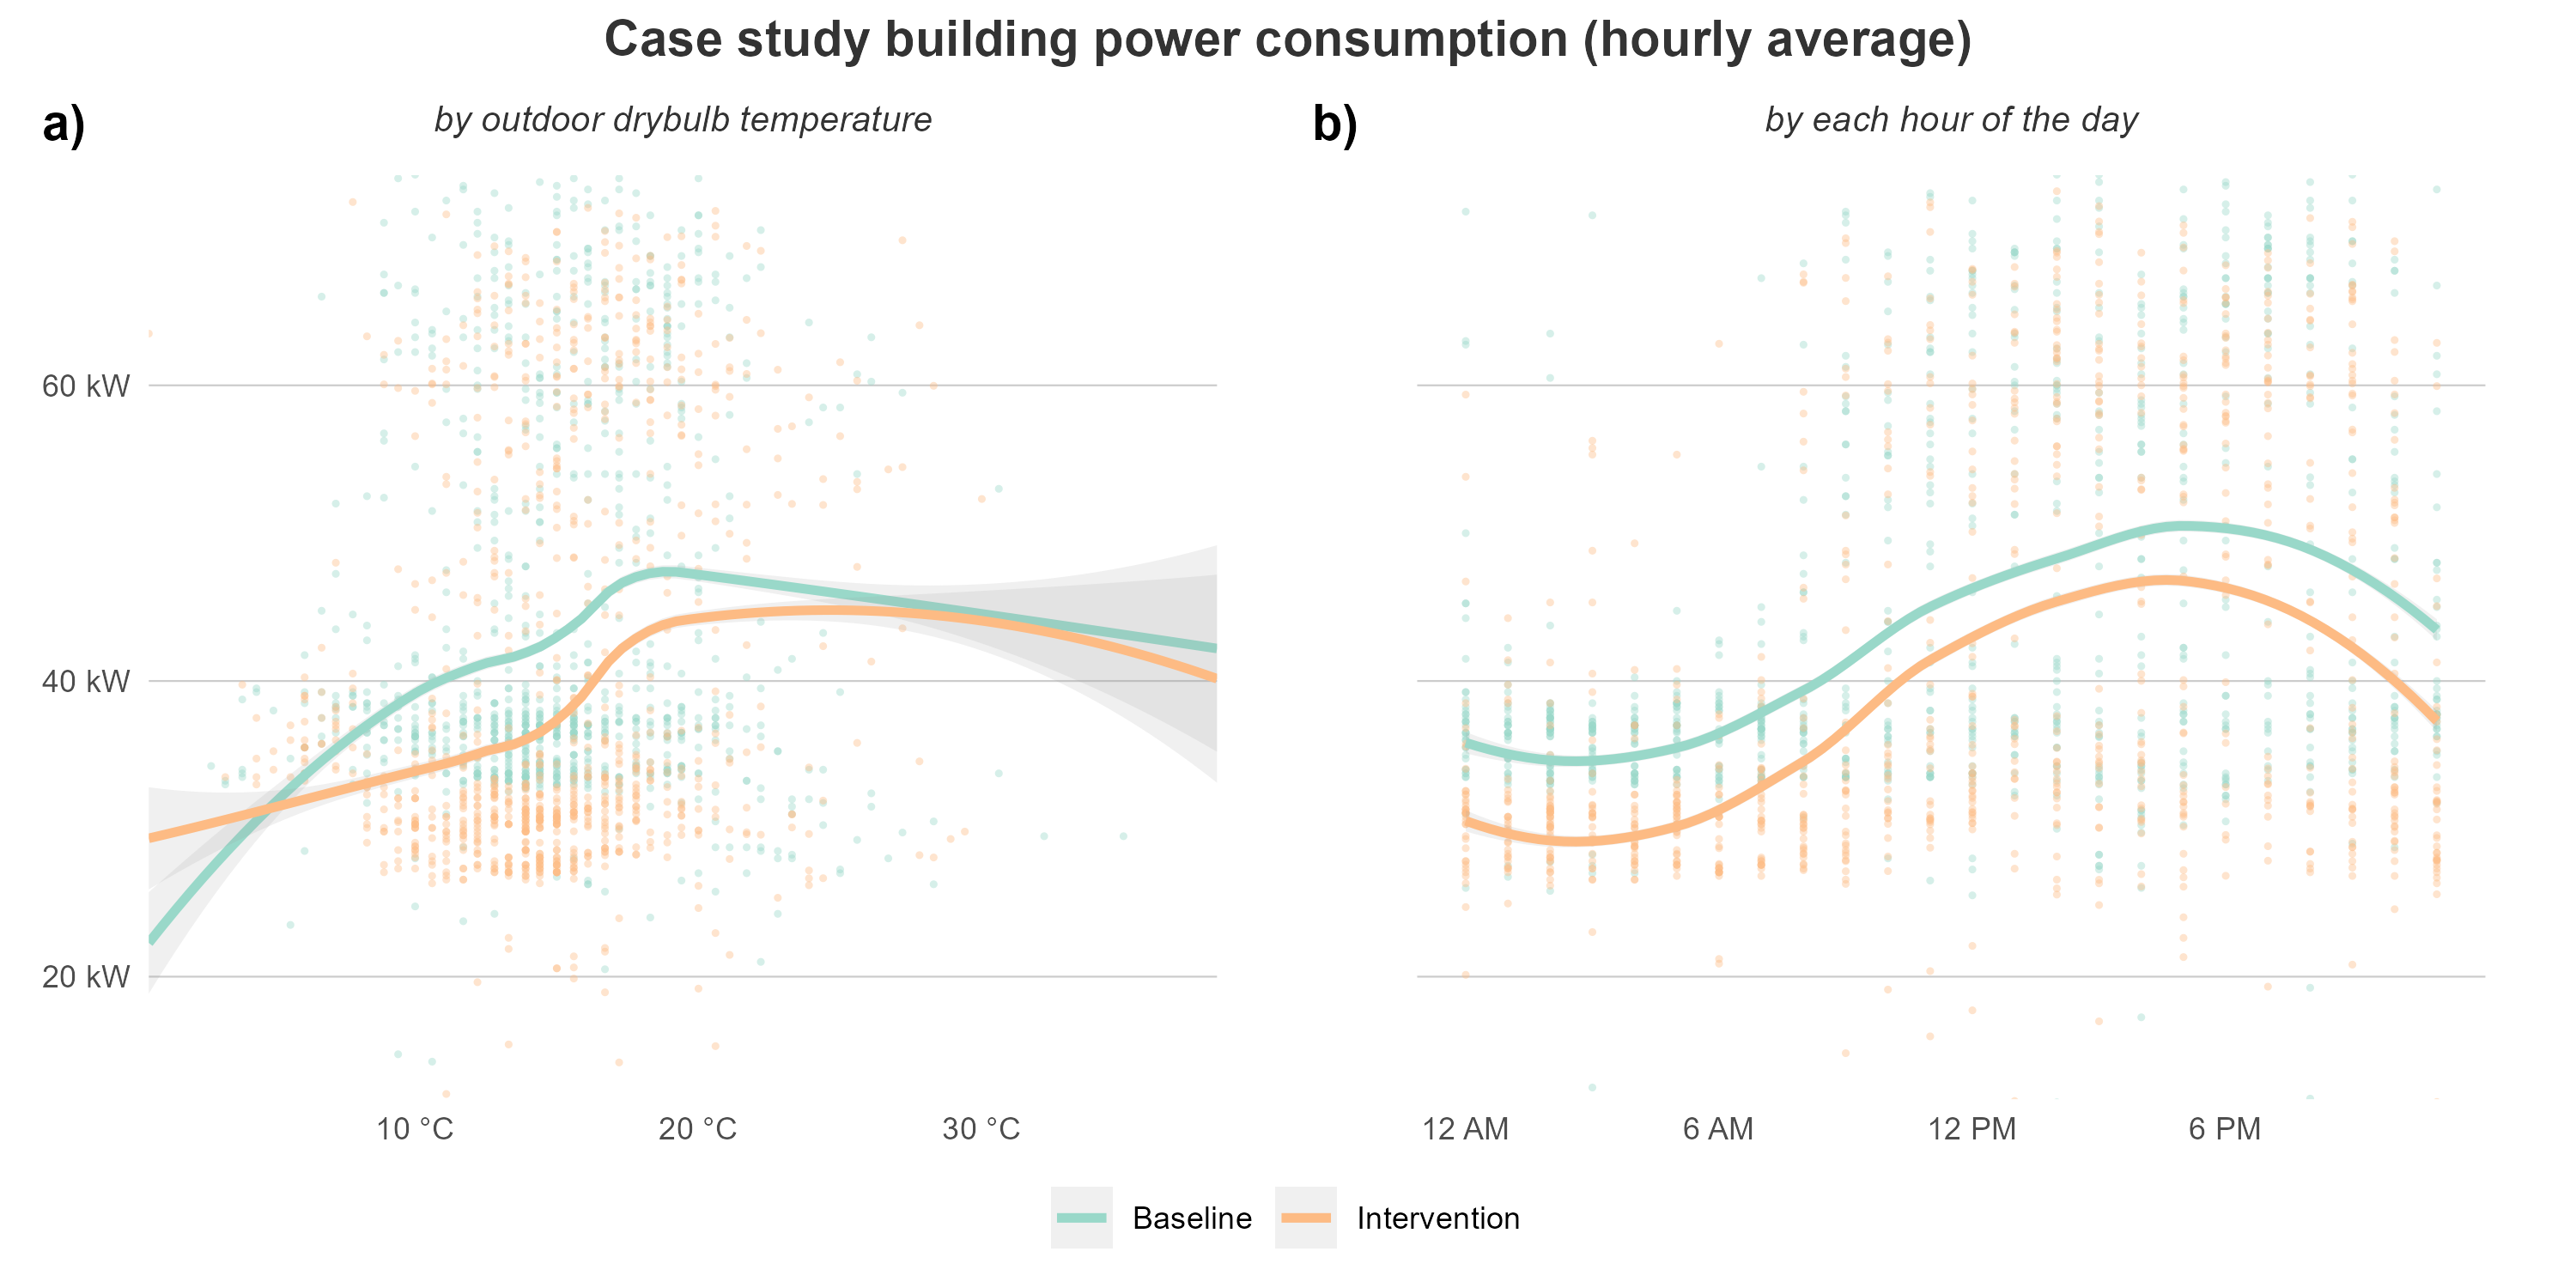 Case study building power consumption (hourly average)
a)
by outdoor drybulb temperature
60 kW
40 kW
20 kW
10 °C
20 °C
30 °C
b)
by each hour of the day
12 AM
6 AM
12 PM
6 PM
Baseline
Intervention